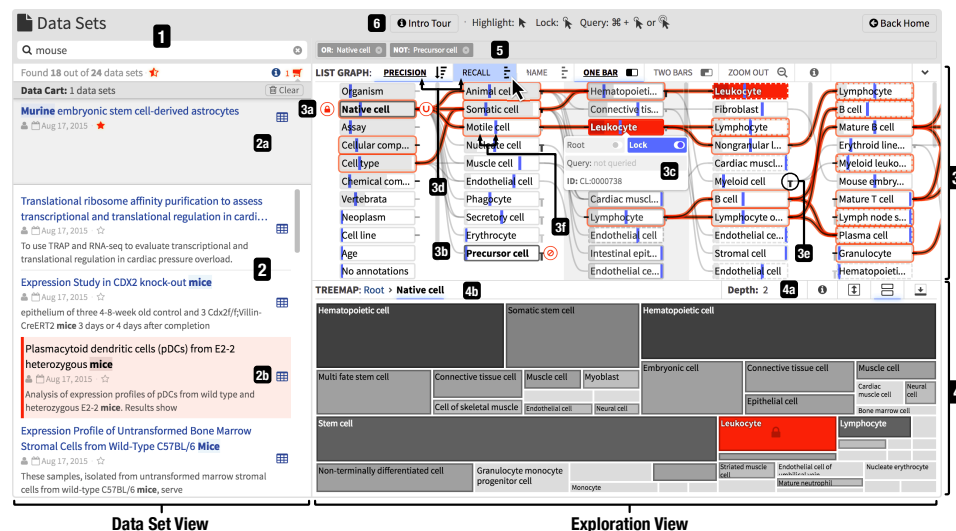 Data Sets
1
6
Intro Tour
Highlight:
Lock:
Query: ⌘ +
or
Back Home
mouse
OR: Native cell
NOT: Precursor cell
5
Found 18 out of 24 data sets
1
Data Cart: 1 data sets
Clear
Murine embryonic stem cell-derived astrocytes
Aug 17, 2015
2a
Translational ribosome affinity purification to assess
transcriptional and translational regulation in cardi...
Aug 17, 2015
To use TRAP and RNA-seq to evaluate transcriptional and
translational regulation in cardiac pressure overload.
2
Expression Study in CDX2 knock-out mice
Aug 17, 2015
epithelium of three 4-8-week old control and 3 Cdx2f/f;Villin-
CreERT2 mice 3 days or 4 days after completion
Plasmacytoid dendritic cells (pDCs) from E2-2
heterozygous mice
Aug 17, 2015
2b
Analysis of expression profiles of pDCs from wild type and
heterozygous E2-2 mice. Results show
Expression Profile of Untransformed Bone Marrow
Stromal Cells from Wild-Type C57BL/6 Mice
Aug 17, 2015
These samples, isolated from untransformed marrow stromal
cells from wild-type C57BL/6 mice, serve
Data Set View
LIST GRAPH:
PRECISION
RECALL
NAME
ONE BAR
TWO BARS
ZOOM OUT
3a
Organism
Native cell
Assay
Cellular comp...
Cell type
Chemical com...
Vertebrata
Neoplasm
Cell line
Age
No annotations
3d
3b
Animal cell
Somatic cell
Motile cell
Nucleate cell
Muscle cell
Endothelial cell
Phagocyte
Secretory cell
Erythrocyte
Precursor cell
3f
Hematopoieti...
Connective tis...
Leukocyte
Root
Lock
Query: not queried
3c
ID: CL:0000738
Cardiac muscl...
Lymphocyte
Endothelial cell
Intestinal epit...
Endothelial ce...
Leukocyte
Fibroblast
Lymphocyte
Nongranular l...
Cardiac muscl...
Myeloid cell
B cell
Lymphocyte o...
Endothelial ce...
Stromal cell
Endothelial cell
3e
Lymphocyte
B cell
Mature B cell
Erythroid line...
Myeloid leuko...
Mouse embry...
Mature T cell
Lymph node s...
Plasma cell
Granulocyte
Hematopoieti...
3
TREEMAP: Root › Native cell
4b
Depth: 2
4a
Hematopoietic cell
Somatic stem cell
Hematopoietic cell
Multi fate stem cell
Connective tissue cell
Muscle cell
Myoblast
Cell of skeletal muscle
Endothelial cell
Neural cell
Embryonic cell
Connective tissue cell
Muscle cell
Cardiac
muscle cell
Neural
cell
Epithelial cell
Bone marrow cell
Stem cell
Leukocyte
Lymphocyte
Non-terminally differentiated cell
Granulocyte monocyte
progenitor cell
Monocyte
Striated muscle
cell
Endothelial cell of
umbilical vein
Nucleate erythrocyte
Mature neutrophil
4
Exploration View